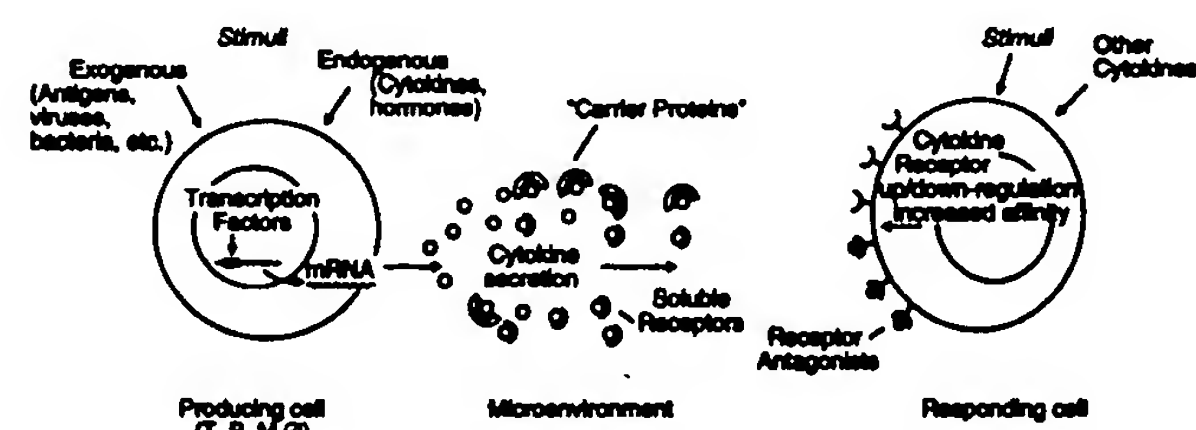 Stimuli
Exogenous
(Antigens,
viruses,
bacteria, etc.)
Endogenous
(Cytokines,
hormones)
Transcription
Factors
mRNA
"Carrier Proteins"
Cytokine
secretion
Soluble
Receptors
Stimuli
Other
Cytokines
Cytokine
Receptor
up/down-regulation
increased affinity
Receptor
Antagonists
Producing cell
Microenvironment
Responding cell